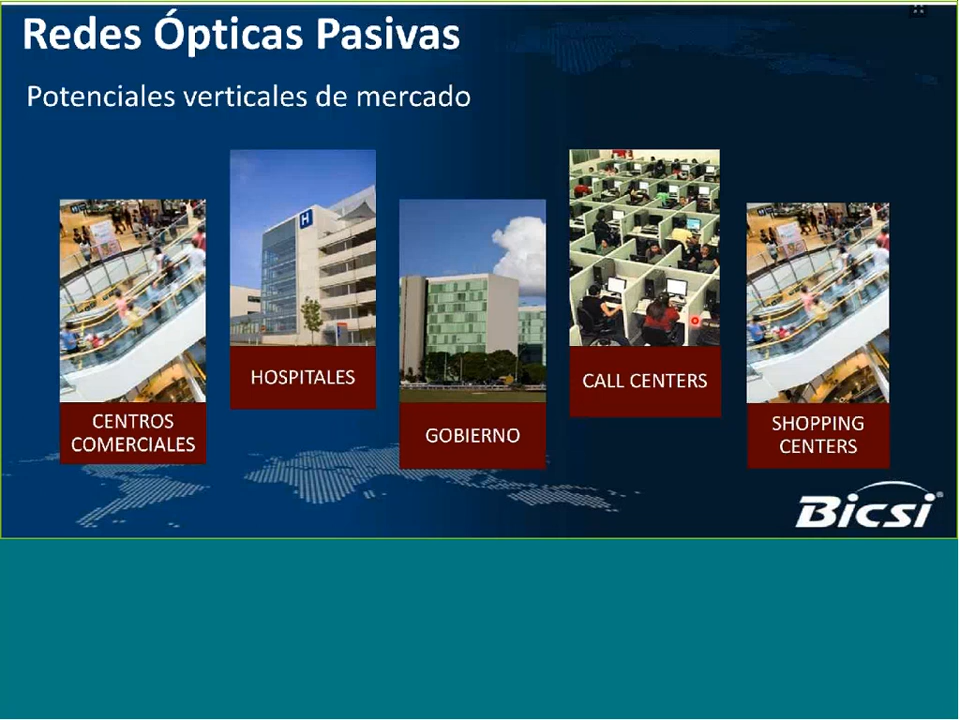 Redes Ópticas Pasivas
Potenciales verticales de mercado
H
CENTROS
COMERCIALES
HOSPITALES
GOBIERNO
CALL CENTERS
SHOPPING
CENTERS
Bicsi®